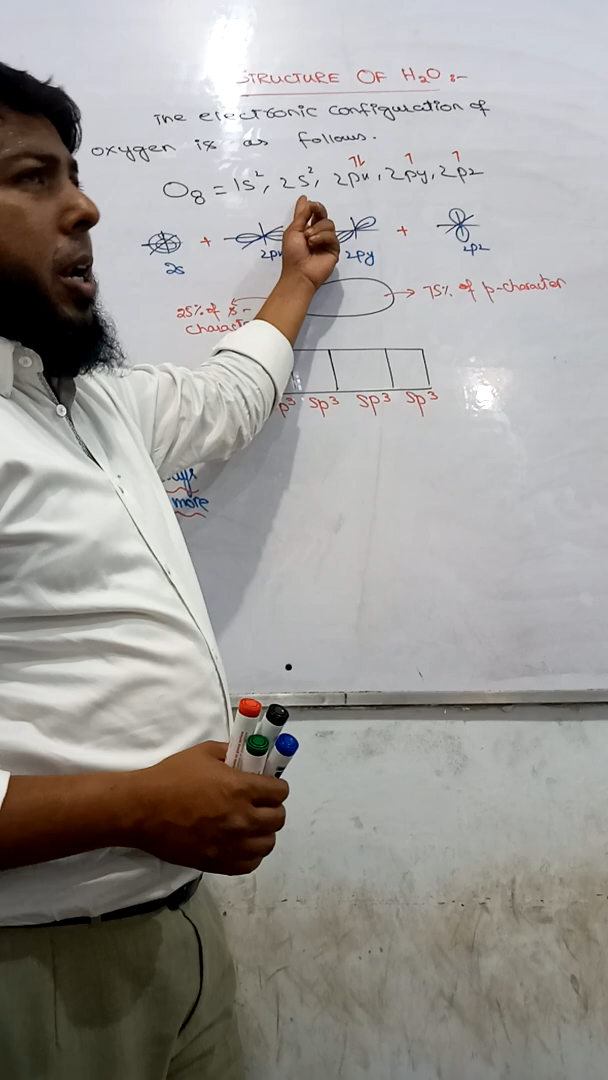 STRUCTURE OF H₂O :-
The electronic configuration of
oxygen is as follows.
O₈ = 1s², 2s², 2px, 2py, 2pz
+ +
2s 2py 2pz
25% of s- → 75% of p-character
sp³ sp³ sp³
more